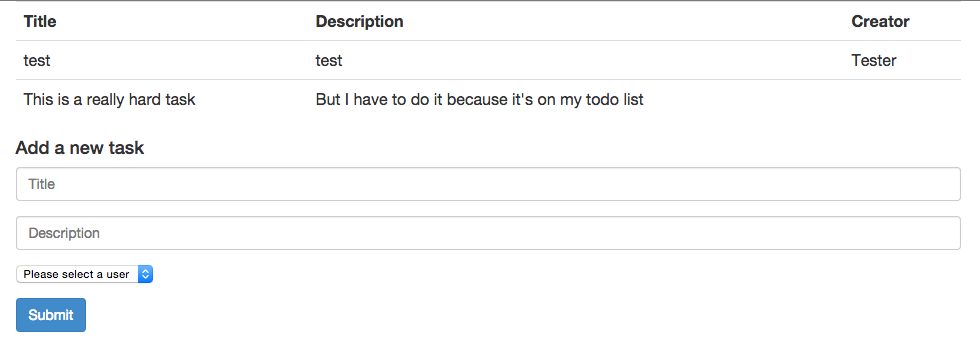 Title Description Creator
test test Tester
This is a really hard task But I have to do it because it's on my todo list
Add a new task
Title
Description
Please select a user
Submit